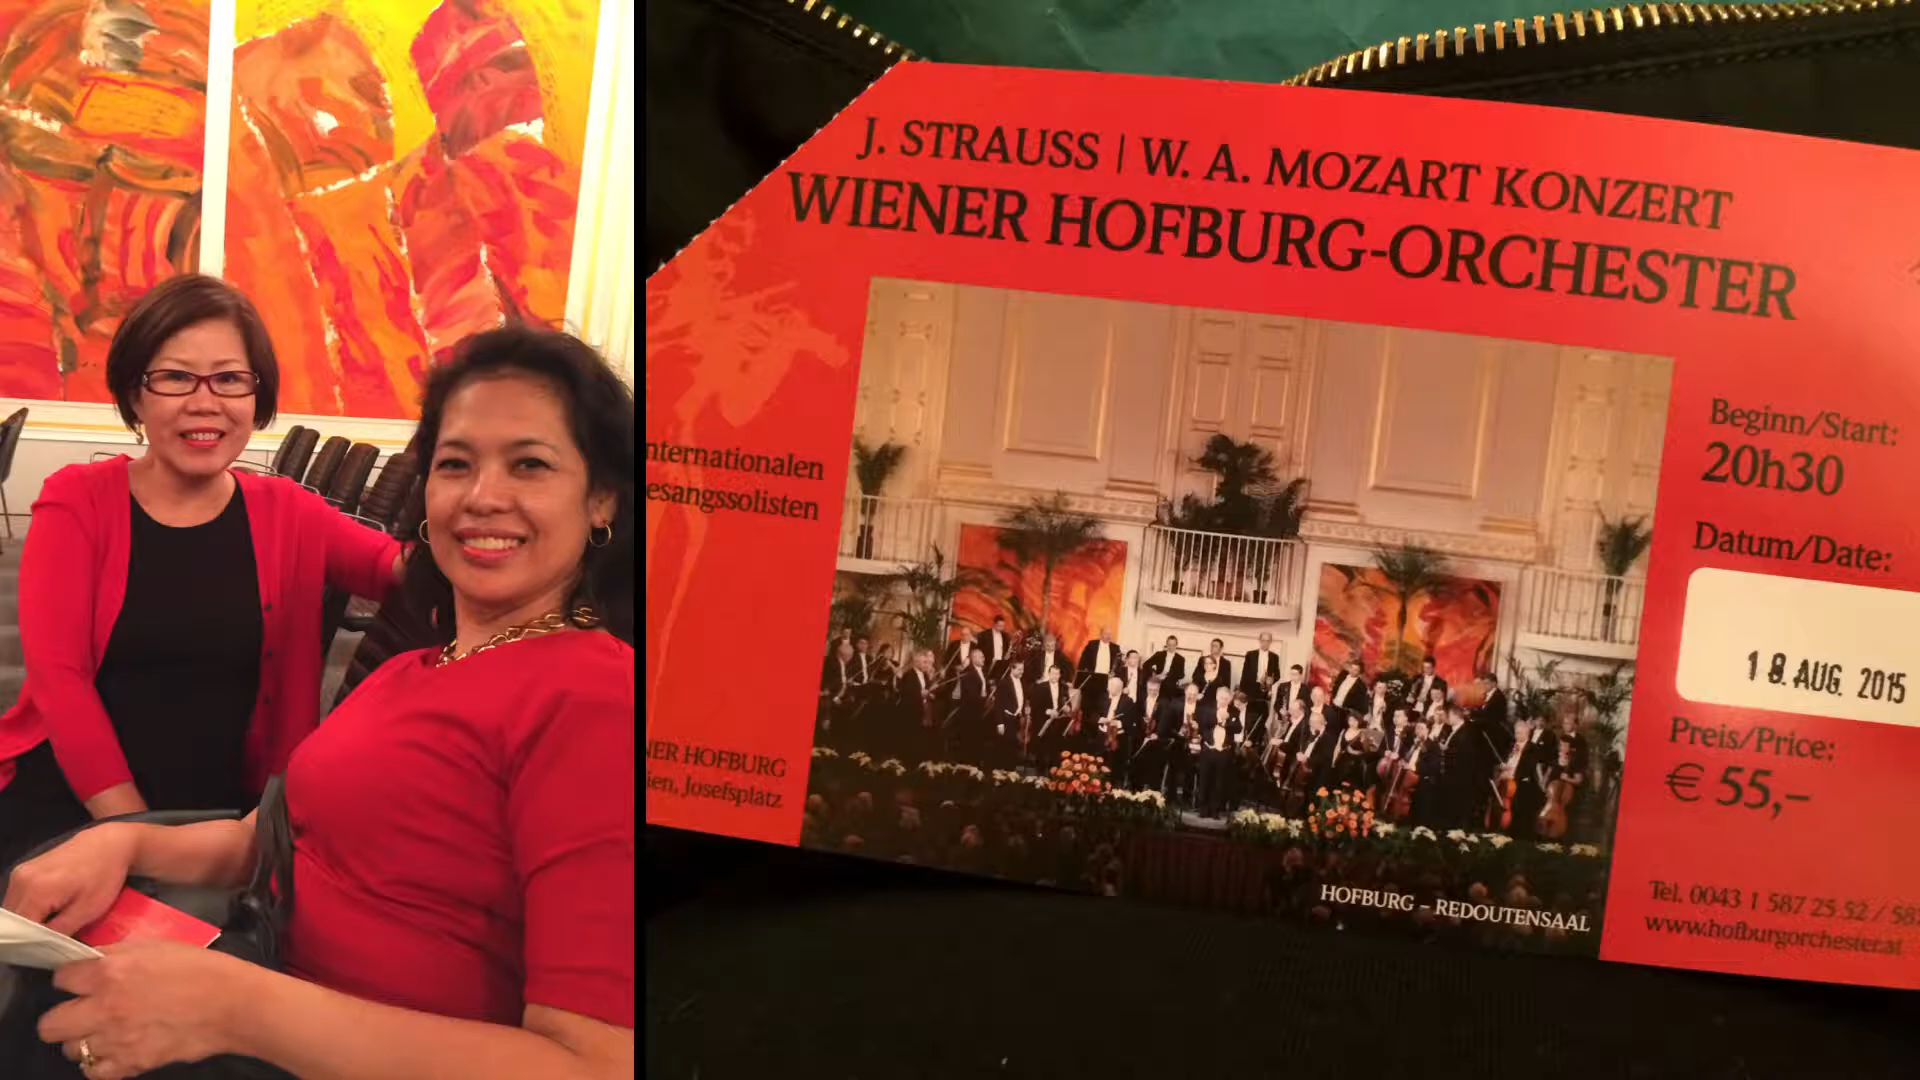 J. STRAUSS | W. A. MOZART KONZERT
WIENER HOFBURG-ORCHESTER
nternationalen
esangssolisten
NER HOFBURG
ien, Josefsplatz
HOFBURG – REDOUTENSAAL
Beginn/Start:
20h30
Datum/Date:
18. AUG. 2015
Preis/Price:
€ 55,–
Tel. 0043 1 587 25 52 / 58
www.hofburgorchester.at